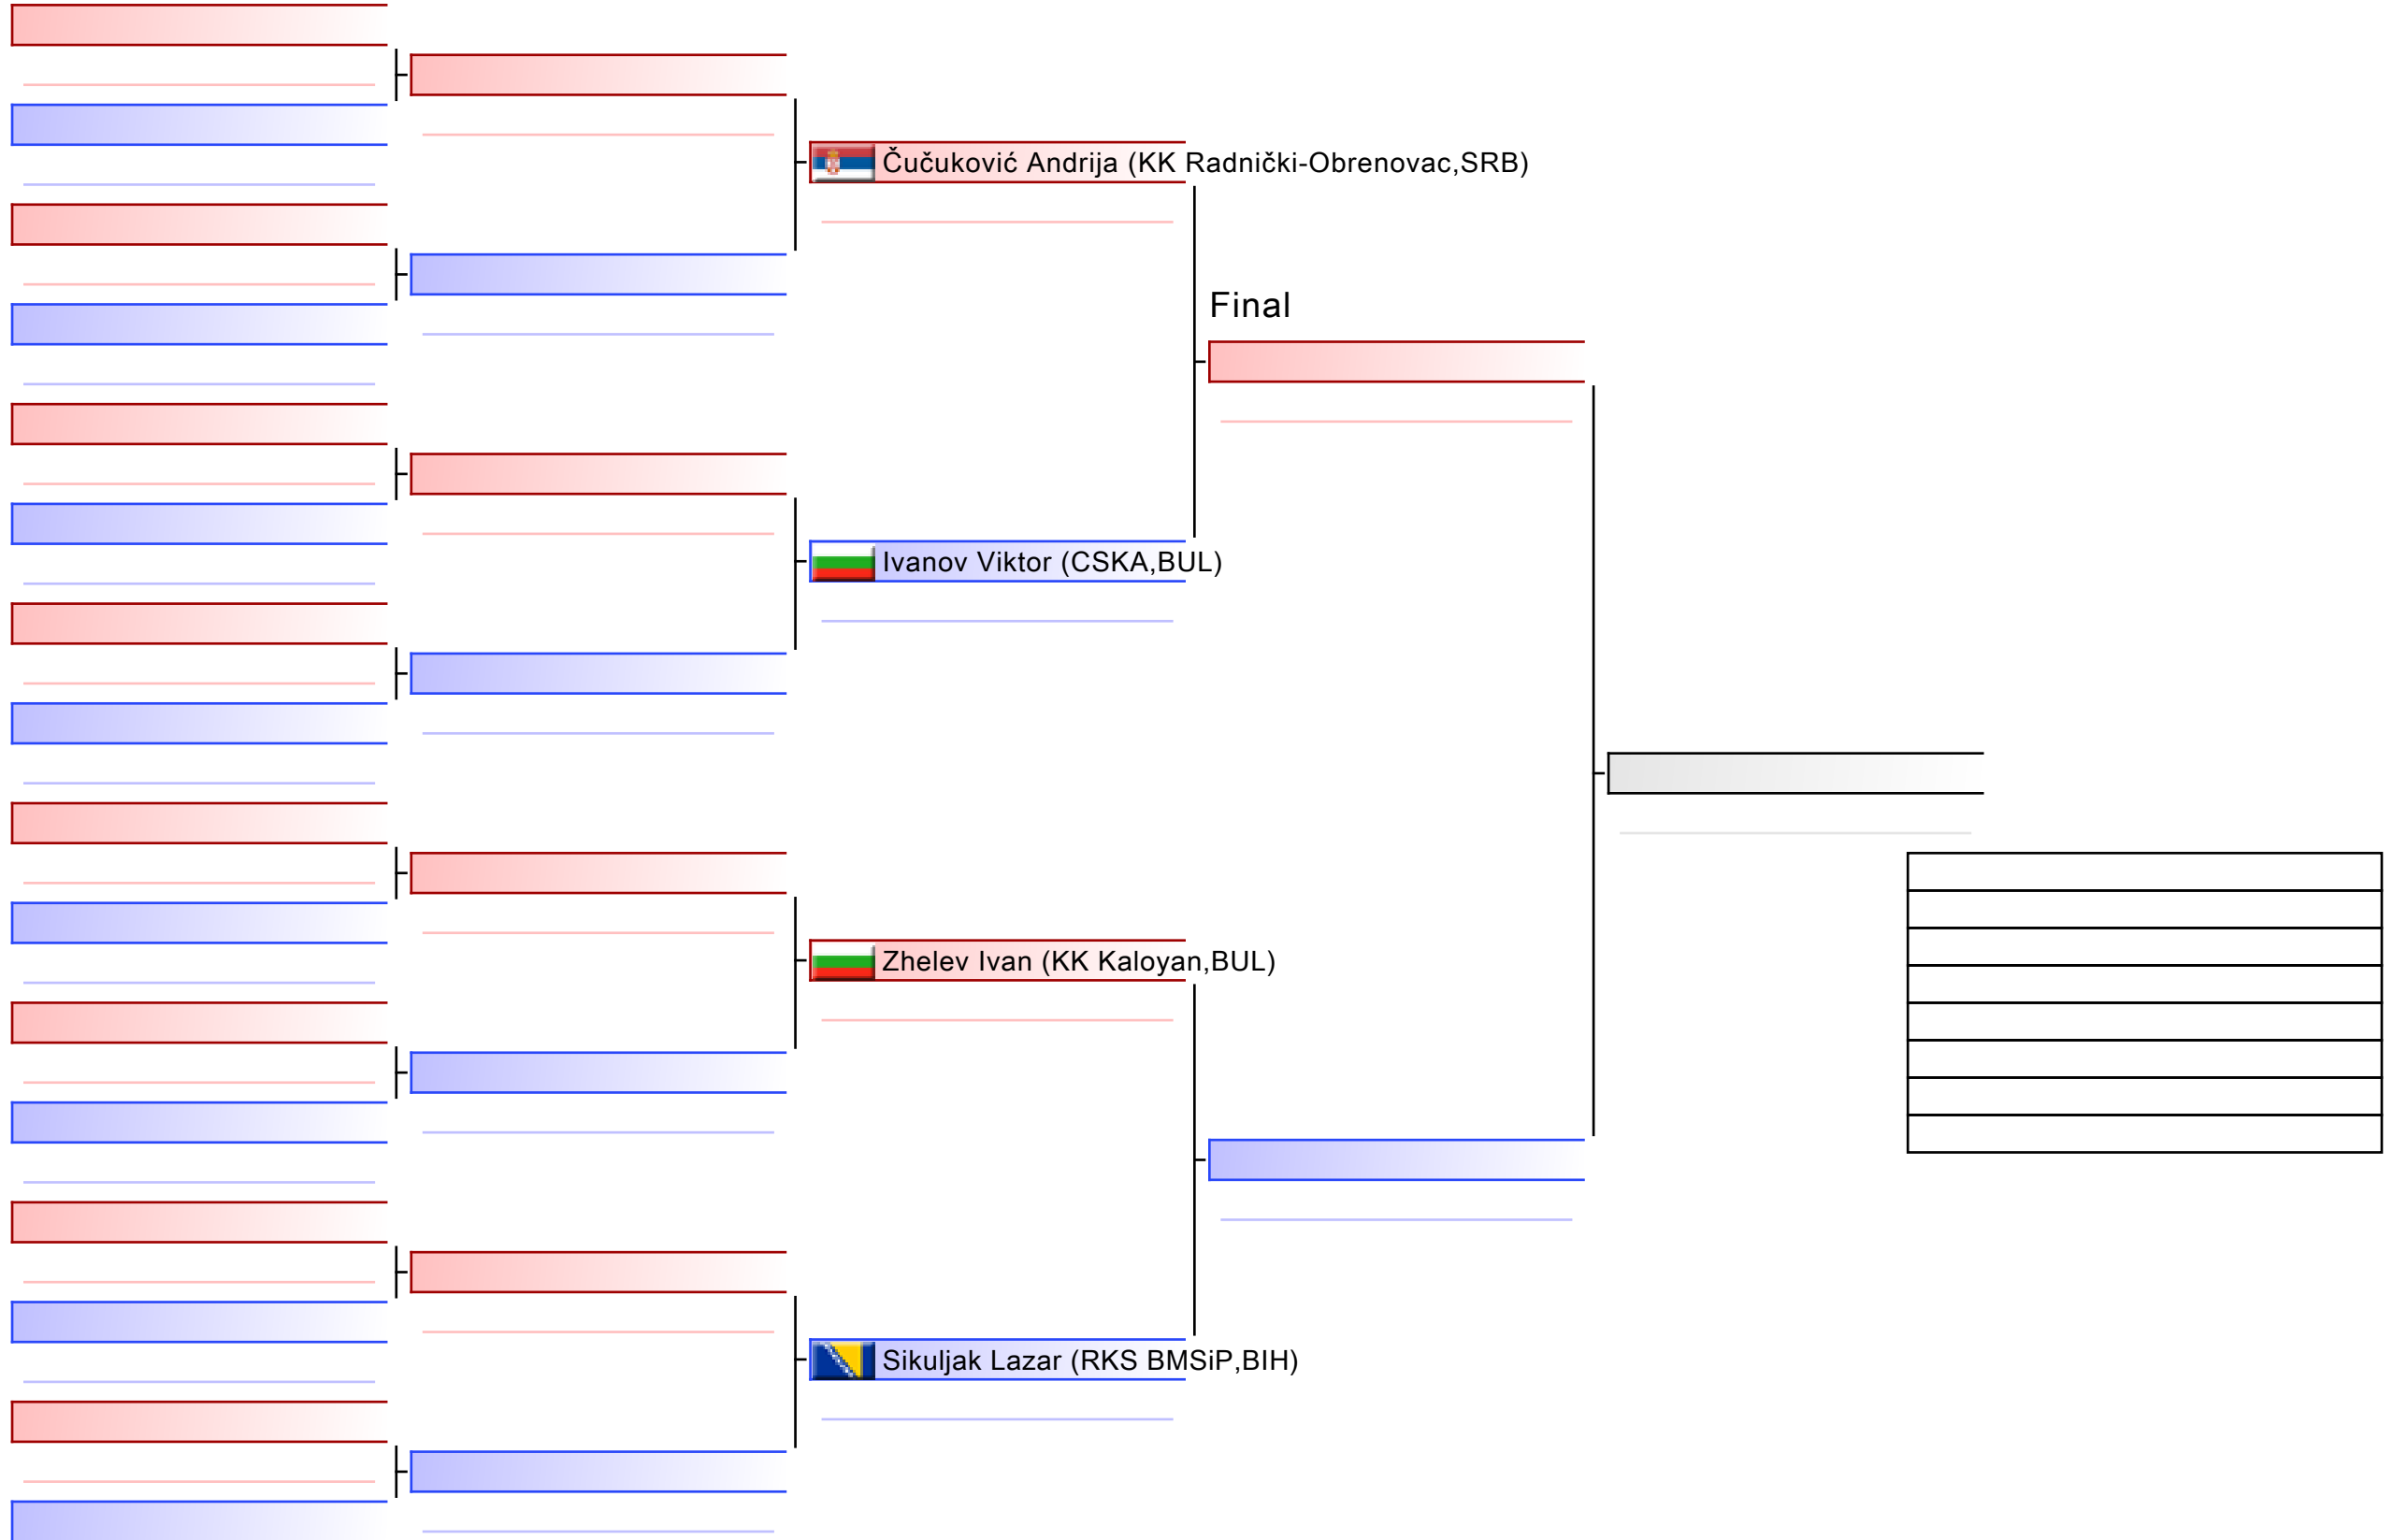 Čučuković Andrija (KK Radnički-Obrenovac,SRB)
Final
Ivanov Viktor (CSKA,BUL)
Zhelev Ivan (KK Kaloyan,BUL)
Sikuljak Lazar (RKS BMSiP,BIH)